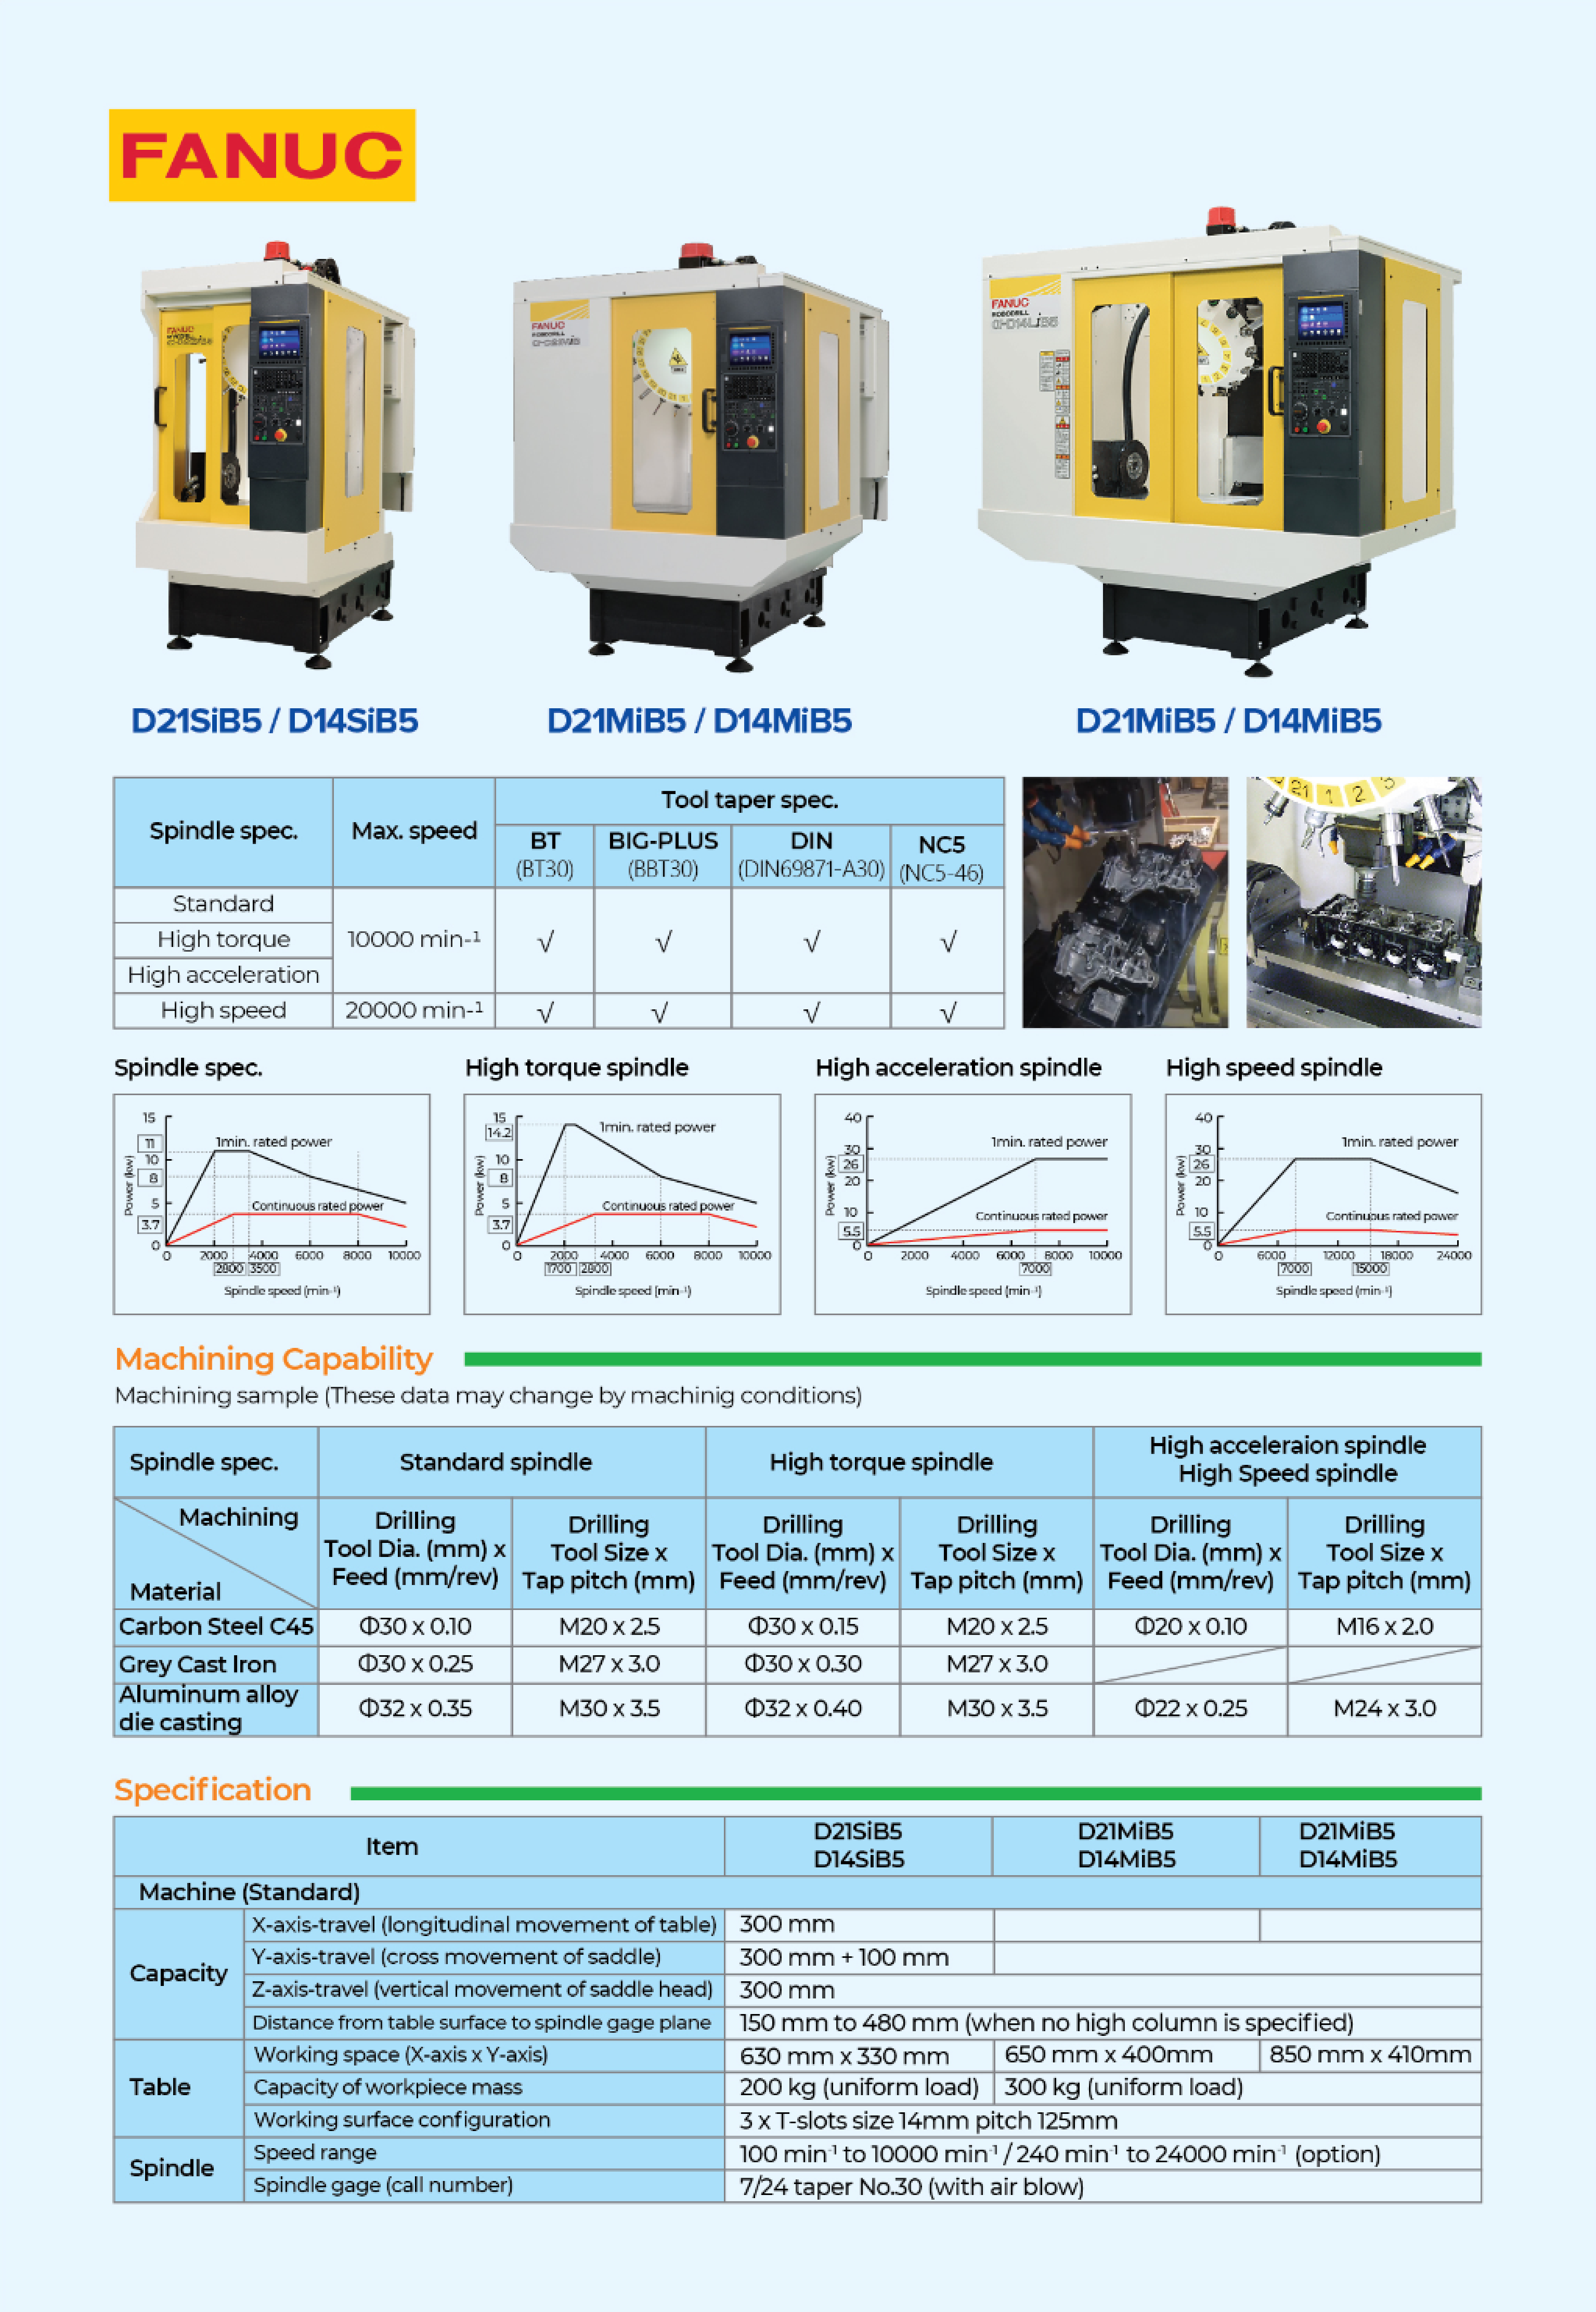 FANUC
FANUC
ROBODRILL
FANUC
ROBODRILL
FANUC
ROBODRILL
α-D14LiB5
D21SiB5 / D14SiB5
D21MiB5 / D14MiB5
D21MiB5 / D14MiB5
Spindle spec.
Max. speed
Tool taper spec.
BT
(BT30)
BIG-PLUS
(BBT30)
DIN
(DIN69871-A30)
NC5
(NC5-46)
Standard
High torque
High acceleration
10000 min-¹
√
√
√
√
High speed
20000 min-¹
√
√
√
√
21 1 2 3
Spindle spec.
High torque spindle
High acceleration spindle
High speed spindle
15
11
10
8
5
3.7
0
Power (kw)
1min. rated power
Continuous rated power
0 2000 4000 6000 8000 10000
2800 3500
Spindle speed (min-¹)
15
14.2
10
8
5
3.7
0
Power (kw)
1min. rated power
Continuous rated power
0 2000 4000 6000 8000 10000
1700 2800
Spindle speed (min-¹)
40
30
26
20
10
5.5
0
Power (kw)
1min. rated power
Continuous rated power
0 2000 4000 6000 8000 10000
7000
Spindle speed (min-¹)
40
30
26
20
10
5.5
0
Power (kw)
1min. rated power
Continuous rated power
0 6000 12000 18000 24000
7000 15000
Spindle speed (min-¹)
Machining Capability
Machining sample (These data may change by machinig conditions)
Spindle spec.
Standard spindle
High torque spindle
High acceleraion spindle
High Speed spindle
Machining
Material
Drilling
Tool Dia. (mm) x
Feed (mm/rev)
Drilling
Tool Size x
Tap pitch (mm)
Drilling
Tool Dia. (mm) x
Feed (mm/rev)
Drilling
Tool Size x
Tap pitch (mm)
Drilling
Tool Dia. (mm) x
Feed (mm/rev)
Drilling
Tool Size x
Tap pitch (mm)
Carbon Steel C45 Φ30 x 0.10 M20 x 2.5 Φ30 x 0.15 M20 x 2.5 Φ20 x 0.10 M16 x 2.0
Grey Cast Iron Φ30 x 0.25 M27 x 3.0 Φ30 x 0.30 M27 x 3.0
Aluminum alloy
die casting
Φ32 x 0.35 M30 x 3.5 Φ32 x 0.40 M30 x 3.5 Φ22 x 0.25 M24 x 3.0
Specification
Item
D21SiB5
D14SiB5
D21MiB5
D14MiB5
D21MiB5
D14MiB5
Machine (Standard)
Capacity
X-axis-travel (longitudinal movement of table) 300 mm
Y-axis-travel (cross movement of saddle) 300 mm + 100 mm
Z-axis-travel (vertical movement of saddle head) 300 mm
Distance from table surface to spindle gage plane 150 mm to 480 mm (when no high column is specified)
Table
Working space (X-axis x Y-axis) 630 mm x 330 mm 650 mm x 400mm 850 mm x 410mm
Capacity of workpiece mass 200 kg (uniform load) 300 kg (uniform load)
Working surface configuration 3 x T-slots size 14mm pitch 125mm
Spindle
Speed range 100 min⁻¹ to 10000 min⁻¹ / 240 min⁻¹ to 24000 min⁻¹ (option)
Spindle gage (call number) 7/24 taper No.30 (with air blow)